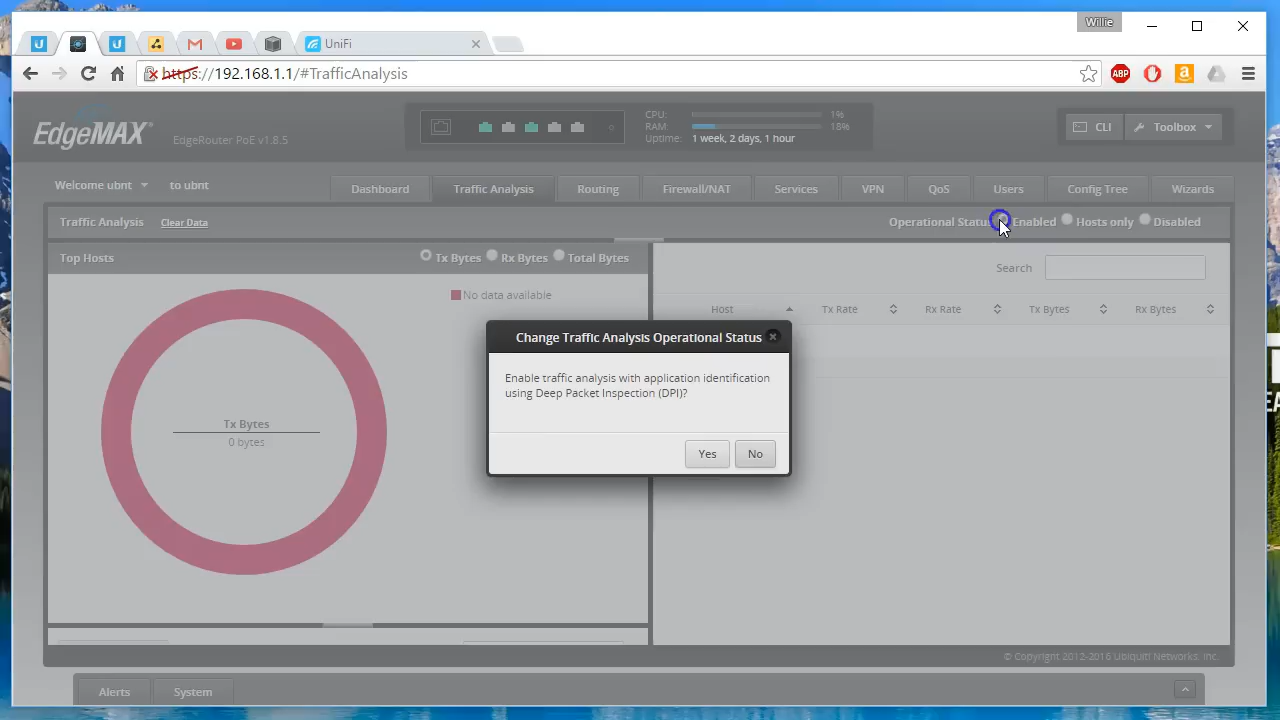 Willie
UniFi
https://192.168.1.1/#TrafficAnalysis
ABP
EdgeMAX
EdgeRouter PoE v1.8.5
CPU: 1%
RAM: 18%
Uptime: 1 week, 2 days, 1 hour
CLI
Toolbox
Welcome ubnt
to ubnt
Dashboard
Traffic Analysis
Routing
Firewall/NAT
Services
VPN
QoS
Users
Config Tree
Wizards
Traffic Analysis
Clear Data
Operational Status
Enabled
Hosts only
Disabled
Top Hosts
Tx Bytes
Rx Bytes
Total Bytes
Search
No data available
Host
Tx Rate
Rx Rate
Tx Bytes
Rx Bytes
Change Traffic Analysis Operational Status
Enable traffic analysis with application identification
using Deep Packet Inspection (DPI)?
Yes
No
Tx Bytes
0 bytes
© Copyright 2012-2016 Ubiquiti Networks, Inc.
Alerts
System